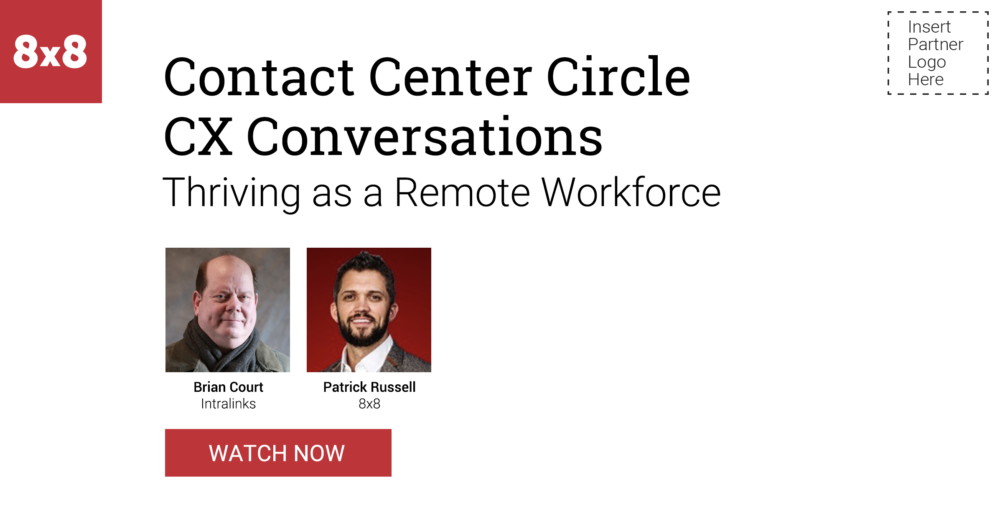 8x8
Insert
Partner
Logo
Here
Contact Center Circle
CX Conversations
Thriving as a Remote Workforce
Brian Court
Intralinks
Patrick Russell
8x8
WATCH NOW